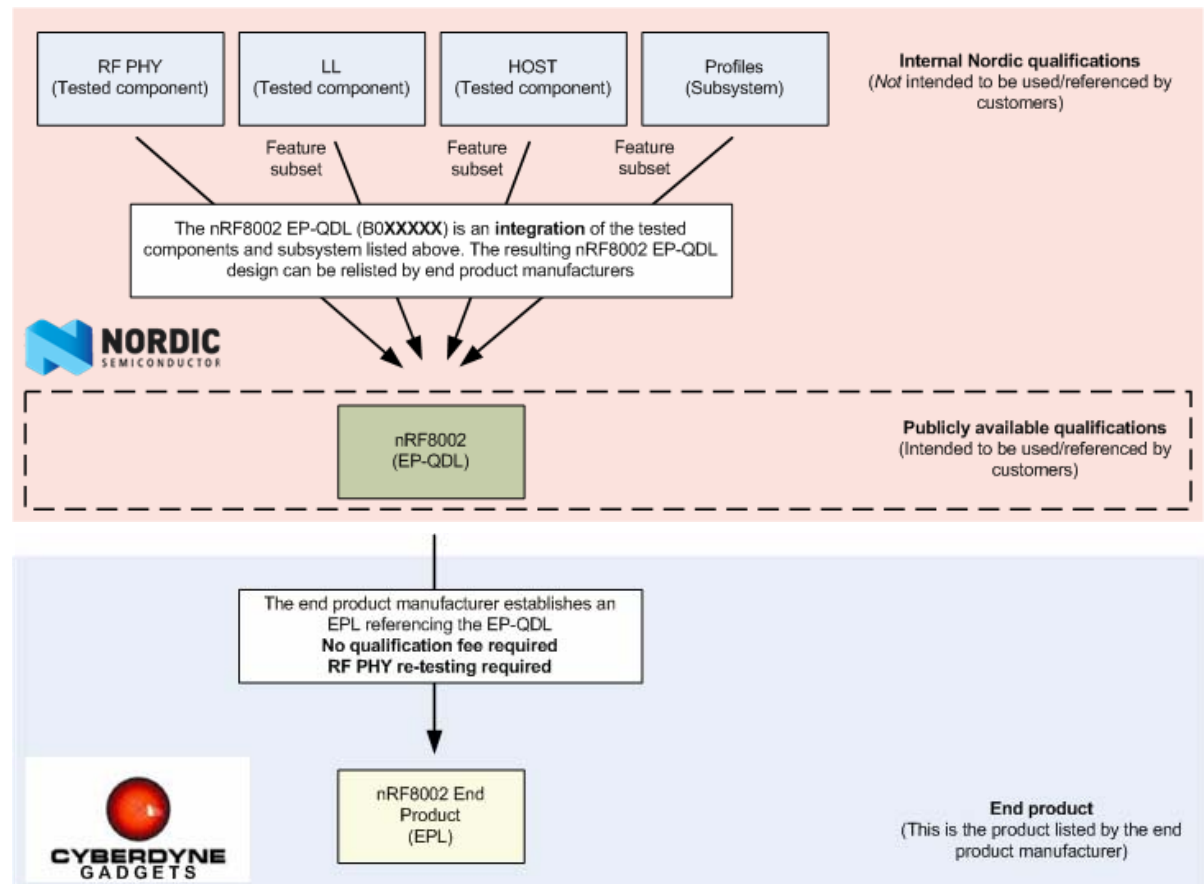 RF PHY
(Tested component)
LL
(Tested component)
HOST
(Tested component)
Profiles
(Subsystem)
Internal Nordic qualifications
(Not intended to be used/referenced by
customers)
Feature
subset
Feature
subset
Feature
subset
The nRF8002 EP-QDL (B0XXXXX) is an integration of the tested
components and subsystem listed above. The resulting nRF8002 EP-QDL
design can be relisted by end product manufacturers
NORDIC
SEMICONDUCTOR
nRF8002
(EP-QDL)
Publicly available qualifications
(Intended to be used/referenced by
customers)
The end product manufacturer establishes an
EPL referencing the EP-QDL
No qualification fee required
RF PHY re-testing required
CYBERDYNE
GADGETS
nRF8002 End
Product
(EPL)
End product
(This is the product listed by the end
product manufacturer)